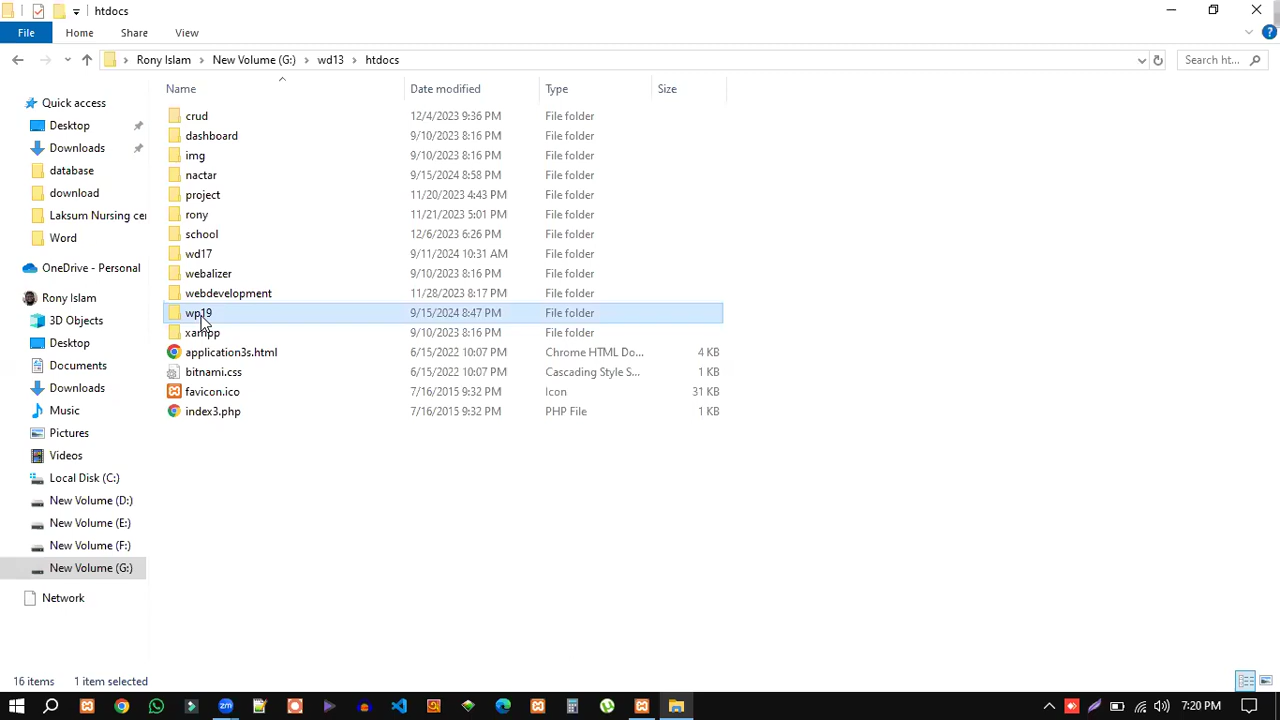 htdocs
File Home Share View
Rony Islam New Volume (G:) wd13 htdocs Search ht...
Name Date modified Type Size
Quick access
Desktop
Downloads
database
download
Laksum Nursing cer
Word
OneDrive - Personal
Rony Islam
3D Objects
Desktop
Documents
Downloads
Music
Pictures
Videos
Local Disk (C:)
New Volume (D:)
New Volume (E:)
New Volume (F:)
New Volume (G:)
Network
crud 12/4/2023 9:36 PM File folder
dashboard 9/10/2023 8:16 PM File folder
img 9/10/2023 8:16 PM File folder
nactar 9/15/2024 8:58 PM File folder
project 11/20/2023 4:43 PM File folder
rony 11/21/2023 5:01 PM File folder
school 12/6/2023 6:26 PM File folder
wd17 9/11/2024 10:31 AM File folder
webalizer 9/10/2023 8:16 PM File folder
webdevelopment 11/28/2023 8:17 PM File folder
wp19 9/15/2024 8:47 PM File folder
xampp 9/10/2023 8:16 PM File folder
application3s.html 6/15/2022 10:07 PM Chrome HTML Do... 4 KB
bitnami.css 6/15/2022 10:07 PM Cascading Style S... 1 KB
favicon.ico 7/16/2015 9:32 PM Icon 31 KB
index3.php 7/16/2015 9:32 PM PHP File 1 KB
16 items 1 item selected
zm 7:20 PM